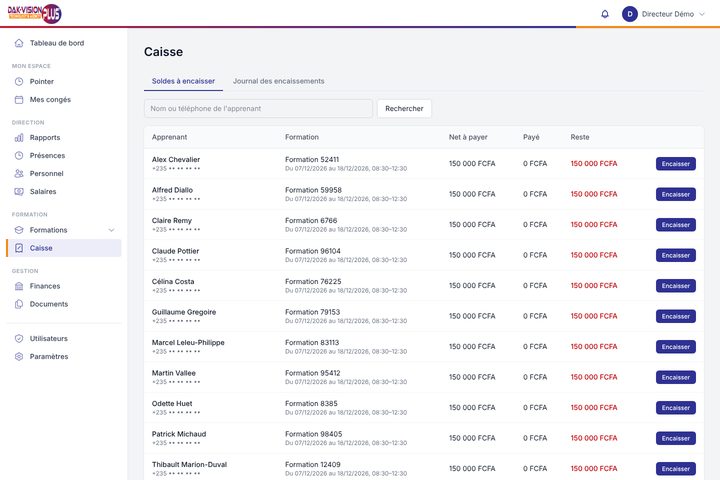 DAK-VISION
PLUS
Directeur Démo
D
Tableau de bord
MON ESPACE
Pointer
Mes congés
DIRECTION
Rapports
Présences
Personnel
Salaires
FORMATION
Formations
Caisse
GESTION
Finances
Documents
Utilisateurs
Paramètres
Caisse
Soldes à encaisser Journal des encaissements
Nom ou téléphone de l'apprenant Rechercher
Apprenant Formation Net à payer Payé Reste
Alex Chevalier Formation 52411 150 000 FCFA 0 FCFA 150 000 FCFA Encaisser
+235 •• •• •• •• Du 07/12/2026 au 18/12/2026, 08:30–12:30
Alfred Diallo Formation 59958 150 000 FCFA 0 FCFA 150 000 FCFA Encaisser
+235 •• •• •• •• Du 07/12/2026 au 18/12/2026, 08:30–12:30
Claire Remy Formation 6766 150 000 FCFA 0 FCFA 150 000 FCFA Encaisser
+235 •• •• •• •• Du 07/12/2026 au 18/12/2026, 08:30–12:30
Claude Pottier Formation 96104 150 000 FCFA 0 FCFA 150 000 FCFA Encaisser
+235 •• •• •• •• Du 07/12/2026 au 18/12/2026, 08:30–12:30
Célina Costa Formation 76225 150 000 FCFA 0 FCFA 150 000 FCFA Encaisser
+235 •• •• •• •• Du 07/12/2026 au 18/12/2026, 08:30–12:30
Guillaume Gregoire Formation 79153 150 000 FCFA 0 FCFA 150 000 FCFA Encaisser
+235 •• •• •• •• Du 07/12/2026 au 18/12/2026, 08:30–12:30
Marcel Leleu-Philippe Formation 83113 150 000 FCFA 0 FCFA 150 000 FCFA Encaisser
+235 •• •• •• •• Du 07/12/2026 au 18/12/2026, 08:30–12:30
Martin Vallee Formation 95412 150 000 FCFA 0 FCFA 150 000 FCFA Encaisser
+235 •• •• •• •• Du 07/12/2026 au 18/12/2026, 08:30–12:30
Odette Huet Formation 8385 150 000 FCFA 0 FCFA 150 000 FCFA Encaisser
+235 •• •• •• •• Du 07/12/2026 au 18/12/2026, 08:30–12:30
Patrick Michaud Formation 98405 150 000 FCFA 0 FCFA 150 000 FCFA Encaisser
+235 •• •• •• •• Du 07/12/2026 au 18/12/2026, 08:30–12:30
Thibault Marion-Duval Formation 12409 150 000 FCFA 0 FCFA 150 000 FCFA Encaisser
+235 •• •• •• •• Du 07/12/2026 au 18/12/2026, 08:30–12:30